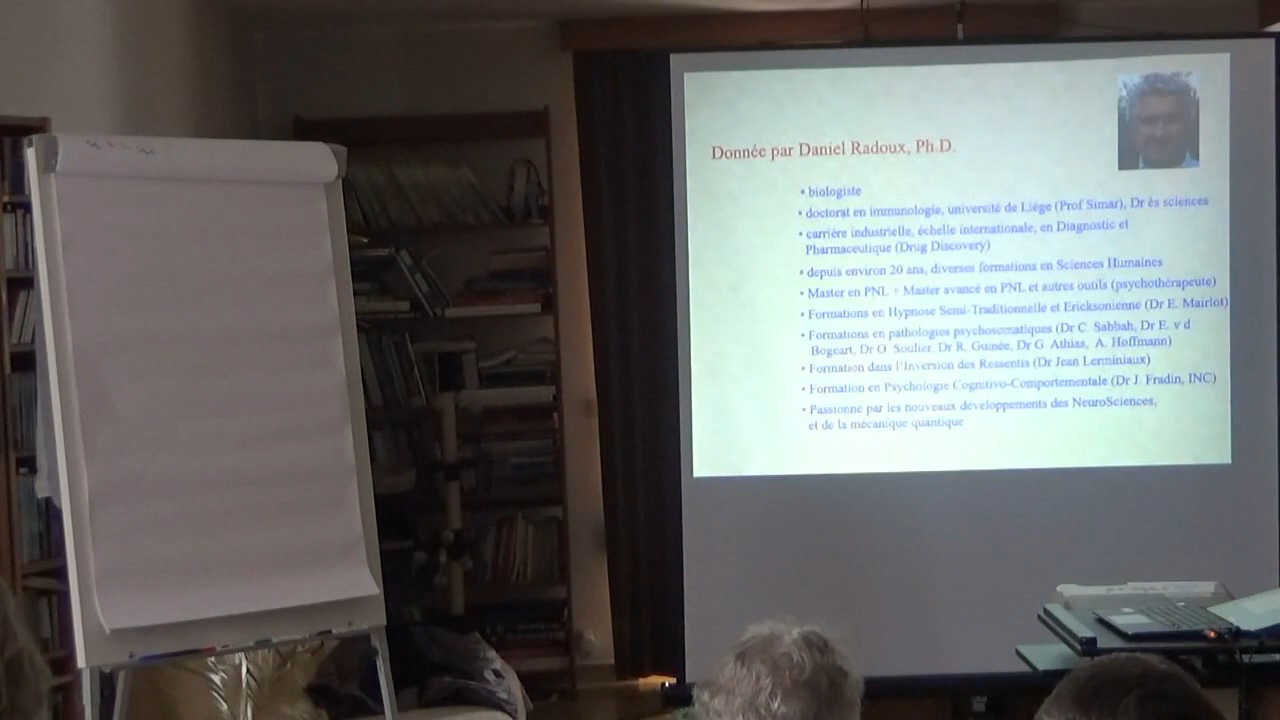 Donnée par Daniel Radoux, Ph.D.
• biologiste
• doctorat en immunologie, université de Liège (Prof Simar), Dr ès sciences
• carrière industrielle, échelle internationale, en Diagnostic et
Pharmaceutique (Drug Discovery)
• depuis environ 20 ans, diverses formations en Sciences Humaines
• Master en PNL + Master avancé en PNL et autres outils (psychothérapeute)
• Formations en Hypnose Semi-Traditionnelle et Ericksonienne (Dr E. Mairlot)
• Formations en pathologies psychosomatiques (Dr C. Sabbah, Dr E. v d
Bogeart, Dr O. Soulier, Dr R. Guinée, Dr G. Athias, A. Hoffmann)
• Formation dans l'Inversion des Ressentis (Dr Jean Lerminiaux)
• Formation en Psychologie Cognitivo-Comportementale (Dr J. Fradin, INC)
• Passionné par les nouveaux développements des NeuroSciences,
et de la mécanique quantique